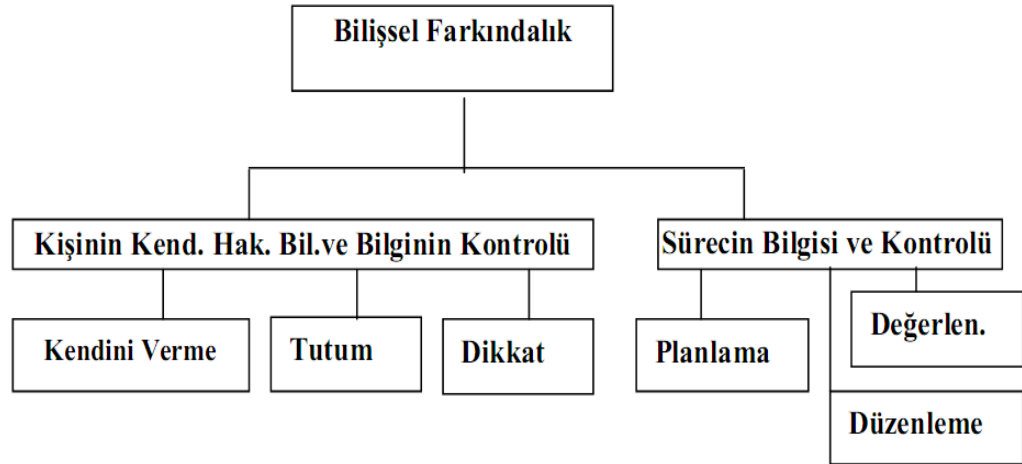 Bilişsel Farkındalık
Kişinin Kend. Hak. Bil.ve Bilginin Kontrolü
Sürecin Bilgisi ve Kontrolü
Kendini Verme
Tutum
Dikkat
Planlama
Değerlen.
Düzenleme